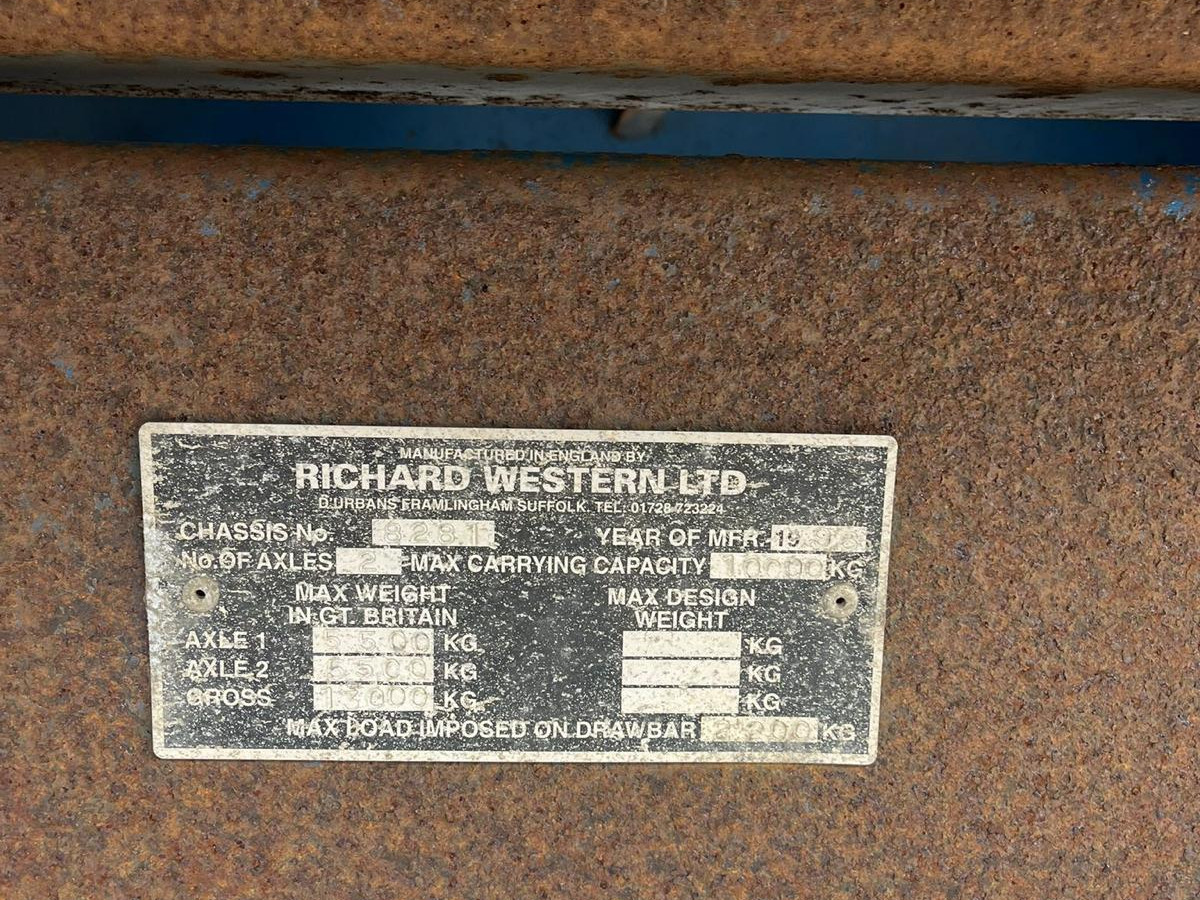 MANUFACTURED IN ENGLAND BY
RICHARD WESTERN LTD
D'URBANS FRAMLINGHAM SUFFOLK. TEL: 01728 723224
CHASSIS No. 8281 YEAR OF MFR. 19
No. OF AXLES 2 MAX CARRYING CAPACITY 10000 KG
MAX WEIGHT IN GT. BRITAIN
MAX DESIGN WEIGHT
AXLE 1 5500 KG KG
AXLE 2 5500 KG KG
GROSS KG KG
MAX LOAD IMPOSED ON DRAWBAR KG